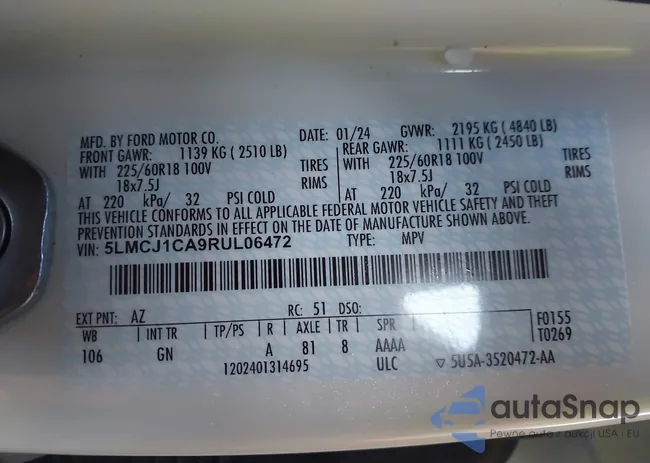 MFD. BY FORD MOTOR CO. DATE: 01/24 GVWR: 2195 KG ( 4840 LB)
FRONT GAWR: 1139 KG ( 2510 LB) REAR GAWR: 1111 KG ( 2450 LB)
WITH 225/60R18 100V TIRES WITH 225/60R18 100V TIRES
18x7.5J RIMS 18x7.5J RIMS
AT 220 kPa/ 32 PSI COLD AT 220 kPa/ 32 PSI COLD
THIS VEHICLE CONFORMS TO ALL APPLICABLE FEDERAL MOTOR VEHICLE SAFETY AND THEFT
PREVENTION STANDARDS IN EFFECT ON THE DATE OF MANUFACTURE SHOWN ABOVE.
VIN: 5LMCJ1CA9RUL06472 TYPE: MPV
EXT PNT: AZ RC: 51 DSO:
WB INT TR TP/PS R AXLE TR SPR F0155
106 GN A 81 8 AAAA T0269
1202401314695 ULC ▽ 5U5A-3520472-AA
autaSnap
Pewne auto z aukcji USA i EU